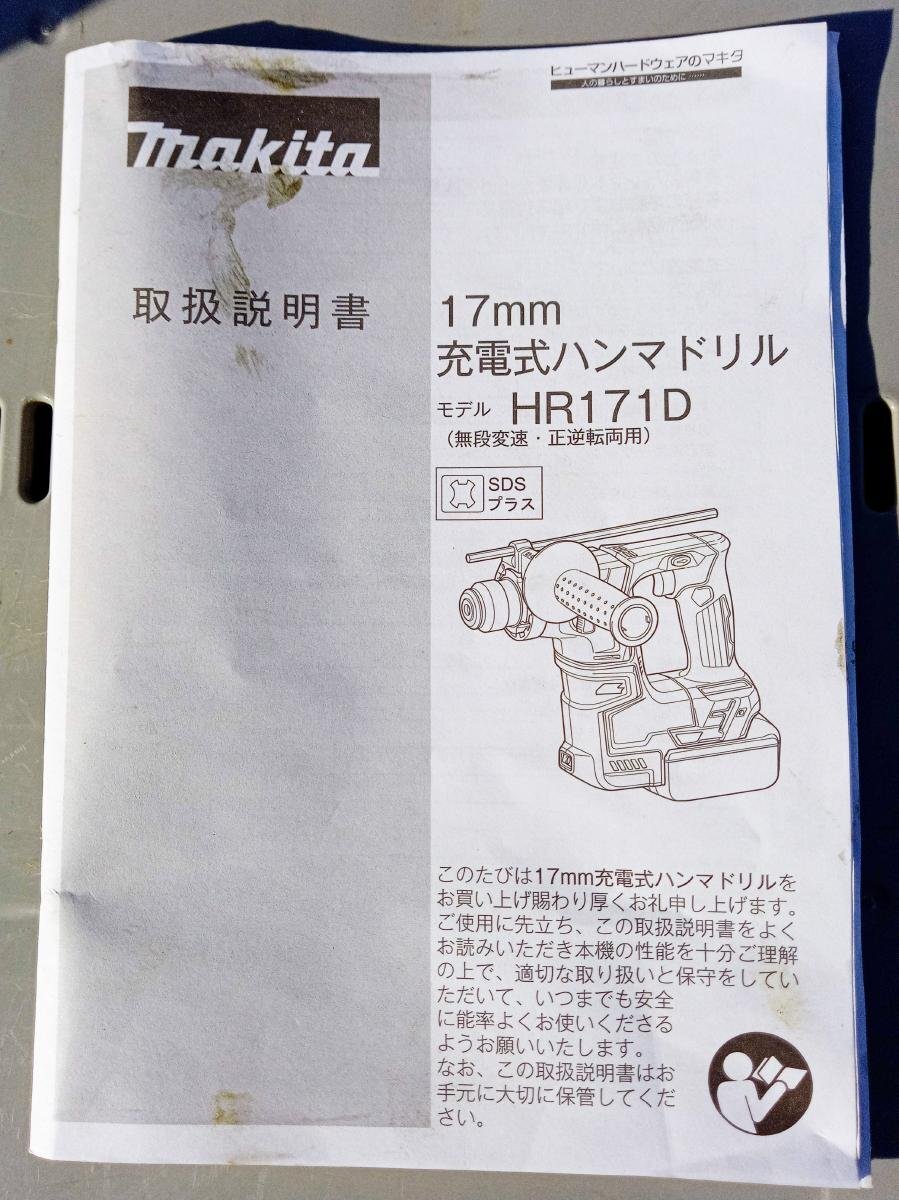 ヒューマンハードウェアのマキタ
人の暮らしとすまいのために……
makita
取扱説明書
17mm
充電式ハンマドリル
モデル HR171D
（無段変速・正逆転両用）
SDS
プラス
このたびは17mm充電式ハンマドリルを
お買い上げ賜わり厚くお礼申し上げます。
ご使用に先立ち、この取扱説明書をよく
お読みいただき本機の性能を十分ご理解
の上で、適切な取り扱いと保守をしてい
ただいて、いつまでも安全
に能率よくお使いくださる
ようお願いいたします。
なお、この取扱説明書はお
手元に大切に保管してくだ
さい。